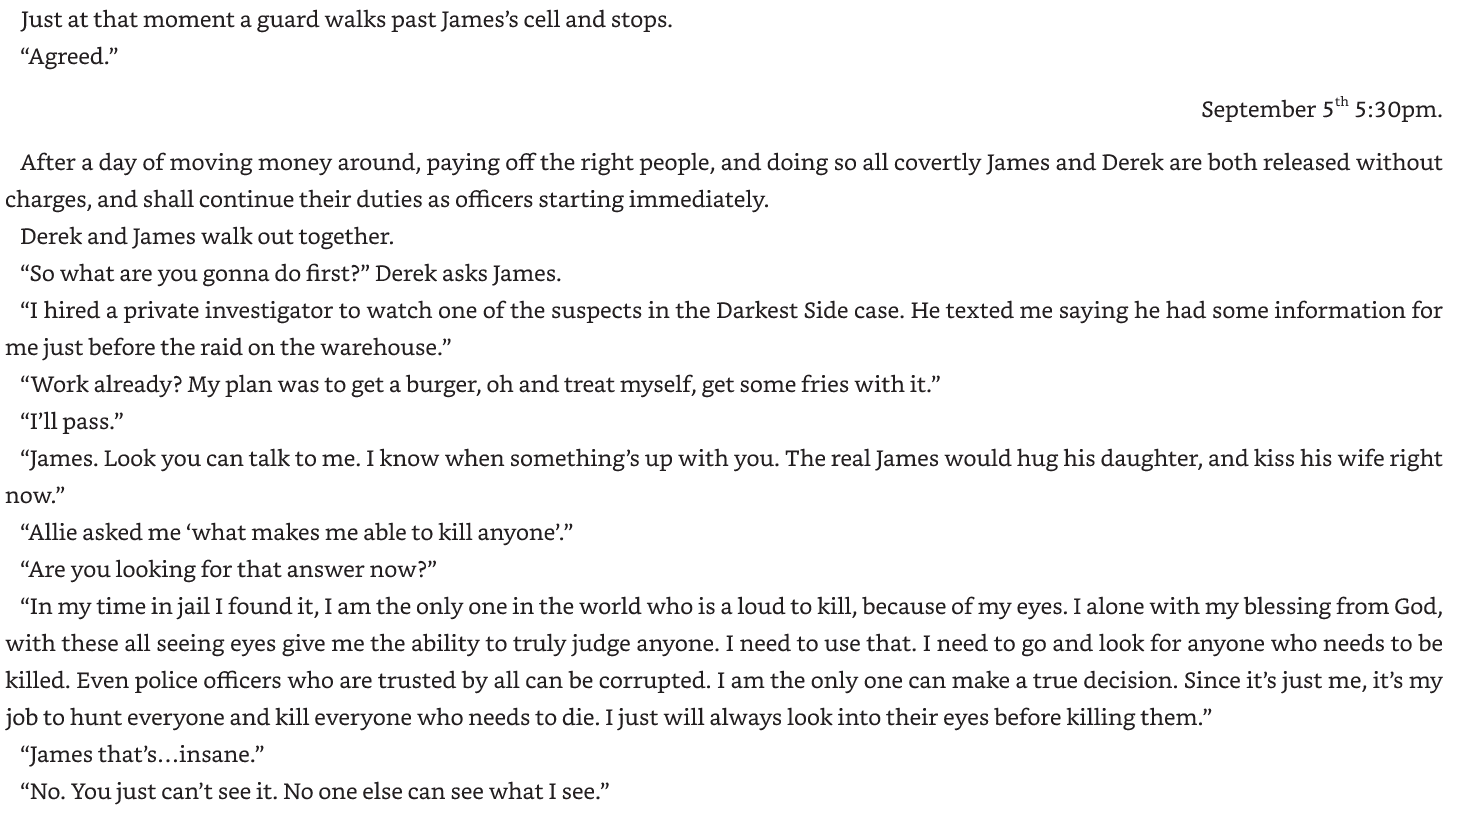 Just at that moment a guard walks past James’s cell and stops.
“Agreed.”
September 5th 5:30pm.
After a day of moving money around, paying off the right people, and doing so all covertly James and Derek are both released without
charges, and shall continue their duties as officers starting immediately.
Derek and James walk out together.
“So what are you gonna do first?” Derek asks James.
“I hired a private investigator to watch one of the suspects in the Darkest Side case. He texted me saying he had some information for
me just before the raid on the warehouse.”
“Work already? My plan was to get a burger, oh and treat myself, get some fries with it.”
“I’ll pass.”
“James. Look you can talk to me. I know when something’s up with you. The real James would hug his daughter, and kiss his wife right
now.”
“Allie asked me ‘what makes me able to kill anyone’.”
“Are you looking for that answer now?”
“In my time in jail I found it, I am the only one in the world who is a loud to kill, because of my eyes. I alone with my blessing from God,
with these all seeing eyes give me the ability to truly judge anyone. I need to use that. I need to go and look for anyone who needs to be
killed. Even police officers who are trusted by all can be corrupted. I am the only one can make a true decision. Since it’s just me, it’s my
job to hunt everyone and kill everyone who needs to die. I just will always look into their eyes before killing them.”
“James that’s…insane.”
“No. You just can’t see it. No one else can see what I see.”